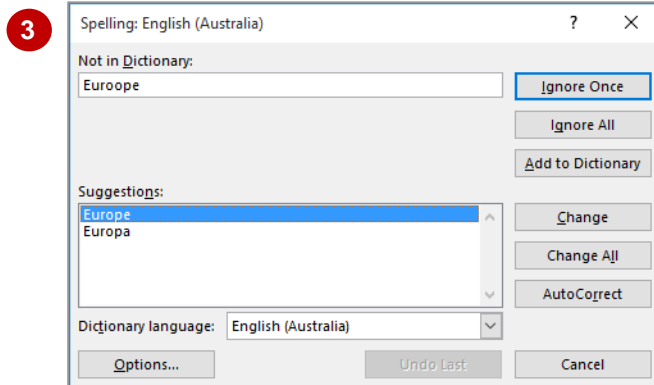 3
Spelling: English (Australia) ?
Not in Dictionary:
Euroope
Ignore Once
Ignore All
Add to Dictionary
Suggestions:
Europe
Europa
Change
Change All
AutoCorrect
Dictionary language: English (Australia)
Options... Undo Last Cancel